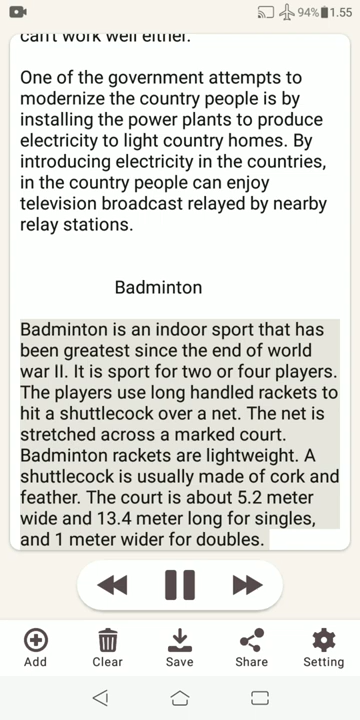 94% 1.55
can't work well either.
One of the government attempts to
modernize the country people is by
installing the power plants to produce
electricity to light country homes. By
introducing electricity in the countries,
in the country people can enjoy
television broadcast relayed by nearby
relay stations.
Badminton
Badminton is an indoor sport that has
been greatest since the end of world
war II. It is sport for two or four players.
The players use long handled rackets to
hit a shuttlecock over a net. The net is
stretched across a marked court.
Badminton rackets are lightweight. A
shuttlecock is usually made of cork and
feather. The court is about 5.2 meter
wide and 13.4 meter long for singles,
and 1 meter wider for doubles.
Add Clear Save Share Setting